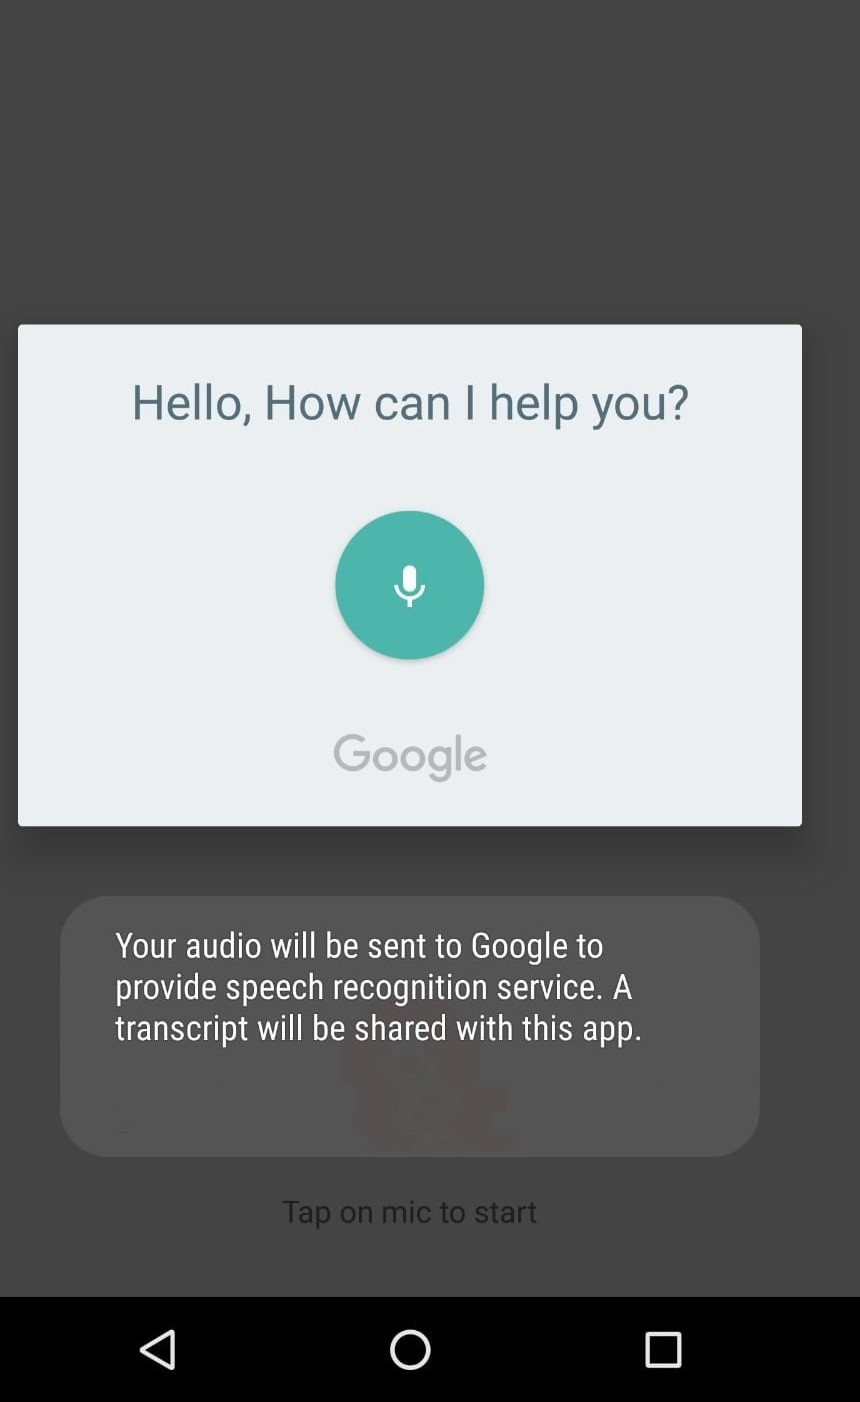 Hello, How can I help you?
Google
Your audio will be sent to Google to
provide speech recognition service. A
transcript will be shared with this app.
Tap on mic to start